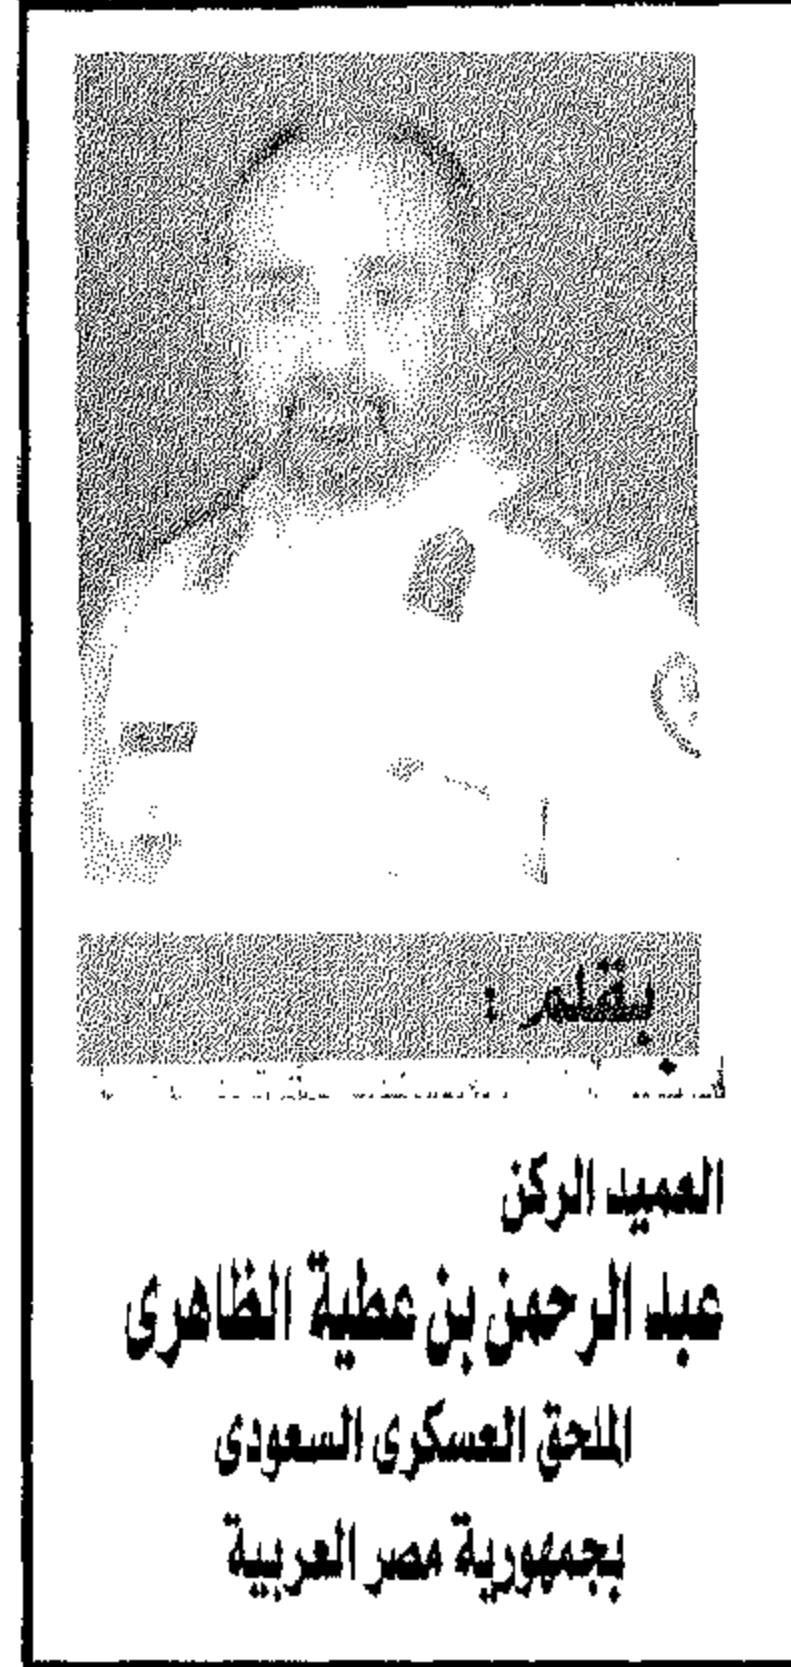 بقلم :
العميد الركن
عبد الرحمن بن عطية الظاهرى
الملحق العسكرى السعودى
بجمهورية مصر العربية